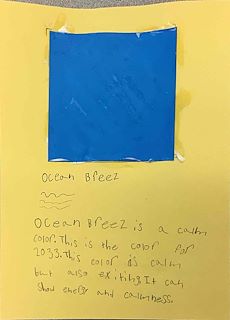 Ocean Breez
Ocean Breez is a calm
color. This is the color for
2033. This color is calm
but also exiting. It can
Show energ and calmness.